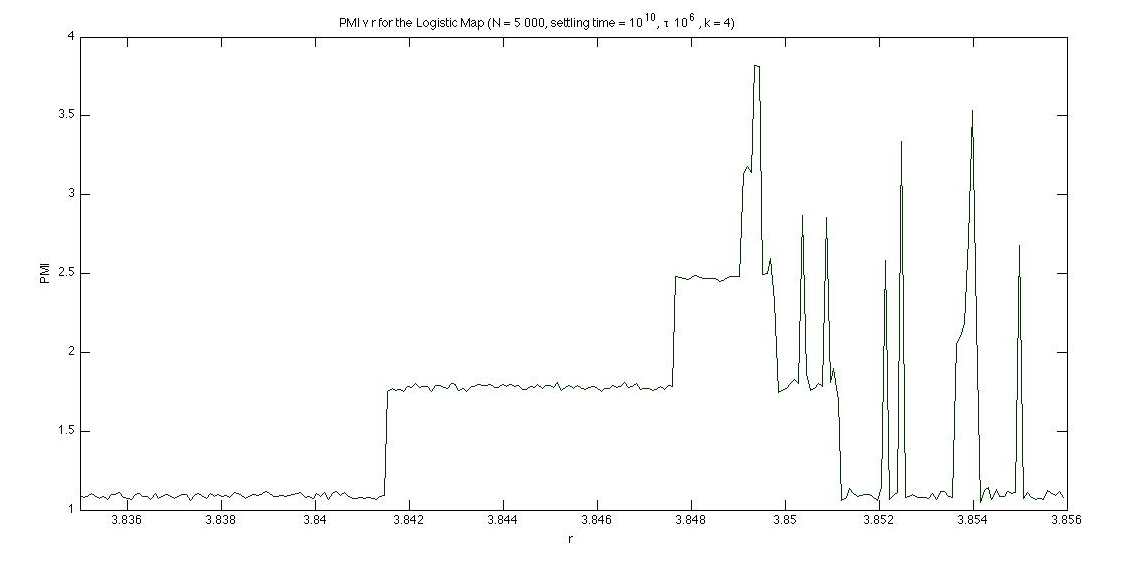 PMI v r for the Logistic Map (N = 5 000, settling time = 10^10, τ 10^6 , k = 4)
4
3.5
3
2.5
2
1.5
1
PMI
3.836 3.838 3.84 3.842 3.844 3.846 3.848 3.85 3.852 3.854 3.856
r